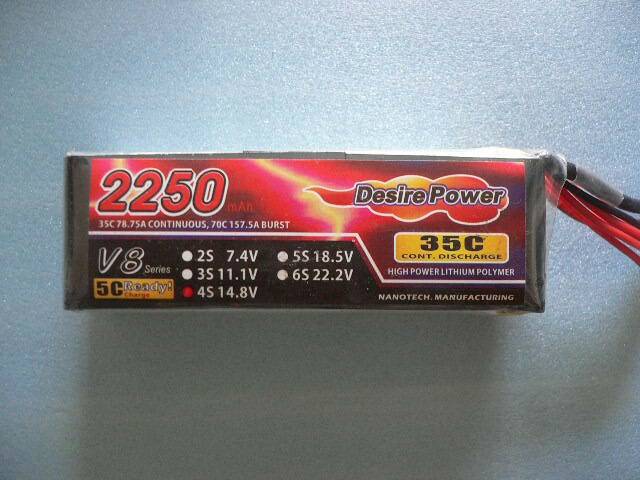 2250 mAh
Desire Power
35C 78.75A CONTINUOUS, 70C 157.5A BURST
35C
CONT. DISCHARGE
V8 Series
2S 7.4V
5S 18.5V
3S 11.1V
6S 22.2V
4S 14.8V
5C Ready!
Charge
HIGH POWER LITHIUM POLYMER
NANOTECH. MANUFACTURING